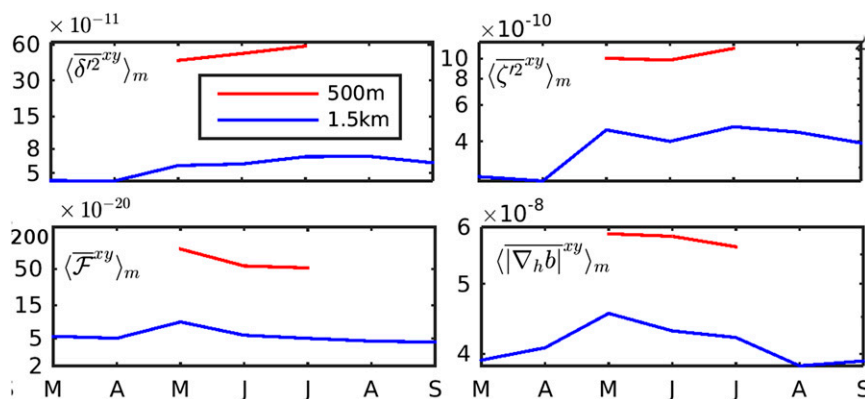 × 10⁻¹¹
60
30
15
8
5
⟨δ′²^xy⟩_m
500m
1.5km
×10⁻¹⁰
10
8
6
4
⟨ζ′²^xy⟩_m
× 10⁻²⁰
200
50
15
5
2
⟨ℱ^xy⟩_m
S M A M J J A S
×10⁻⁸
6
5
4
⟨|∇_h b|^xy⟩_m
M A M J J A S